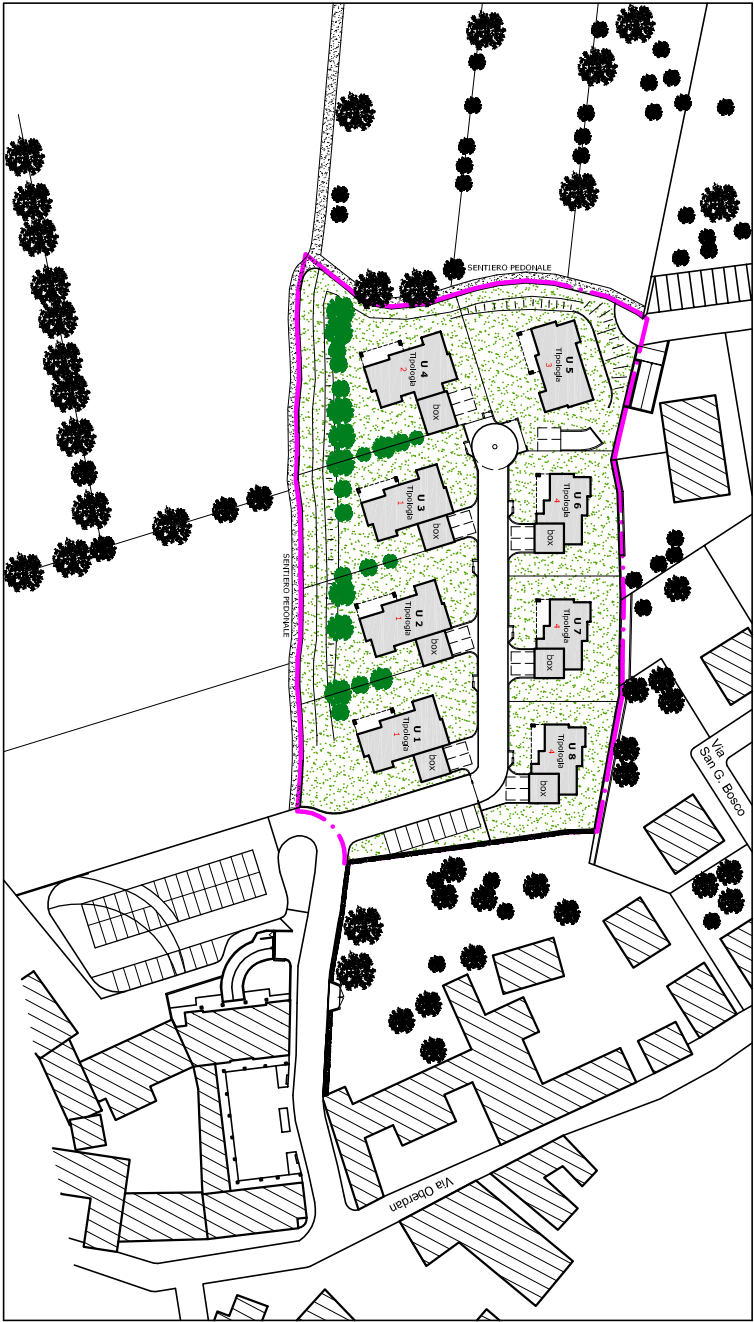 SENTIERO PEDONALE
U 4
Tipologia
2
box
U 5
Tipologia
3
U 3
Tipologia
1
box
U 6
Tipologia
4
box
SENTIERO PEDONALE
U 2
Tipologia
1
box
U 7
Tipologia
4
box
U 1
Tipologia
1
box
U 8
Tipologia
4
box
Via
San G. Bosco
Via Oberdan